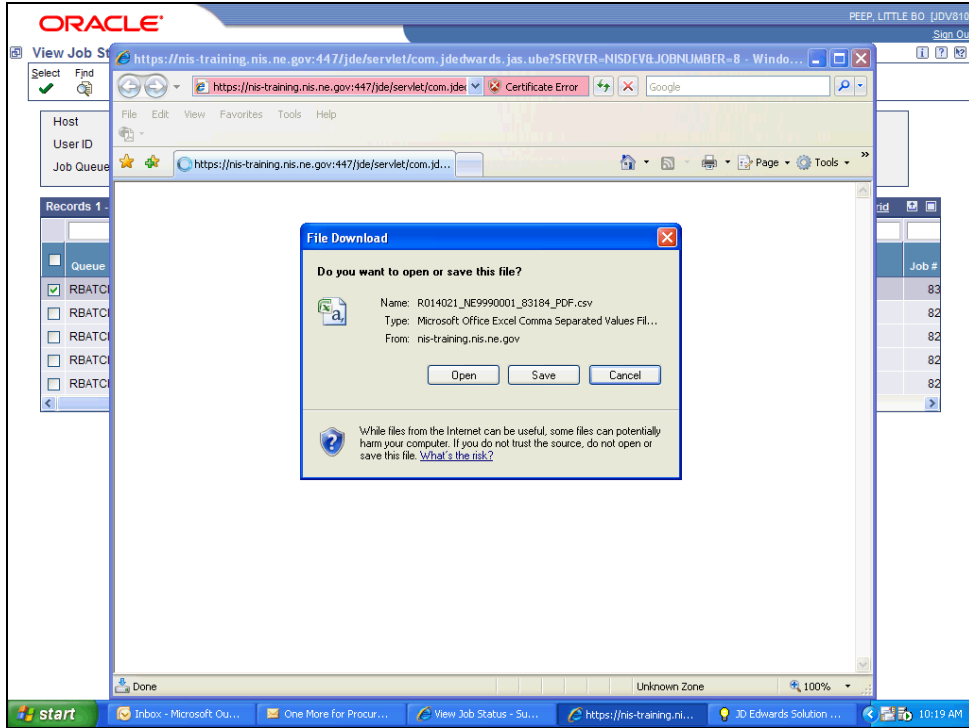 ORACLE
PEEP, LITTLE BO [JDV810
Sign Ou
View Job St
Select Find
Host
User ID
Job Queue
Records 1 -
rid
Queue
Job #
RBATCI
83
RBATCI
82
RBATCI
82
RBATCI
82
RBATCI
82
https://nis-training.nis.ne.gov:447/jde/servlet/com.jdedwards.jas.ube?SERVER=NISDEV&JOBNUMBER=8 - Windo...
https://nis-training.nis.ne.gov:447/jde/servlet/com.jdec
Certificate Error
Google
File Edit View Favorites Tools Help
https://nis-training.nis.ne.gov:447/jde/servlet/com.jd...
Page Tools
File Download
Do you want to open or save this file?
Name: R014021_NE9990001_83184_PDF.csv
Type: Microsoft Office Excel Comma Separated Values Fil...
From: nis-training.nis.ne.gov
Open Save Cancel
While files from the Internet can be useful, some files can potentially
harm your computer. If you do not trust the source, do not open or
save this file. What's the risk?
Done
Unknown Zone
100%
start
Inbox - Microsoft Ou...
One More for Procur...
View Job Status - Su...
https://nis-training.ni...
JD Edwards Solution ...
10:19 AM